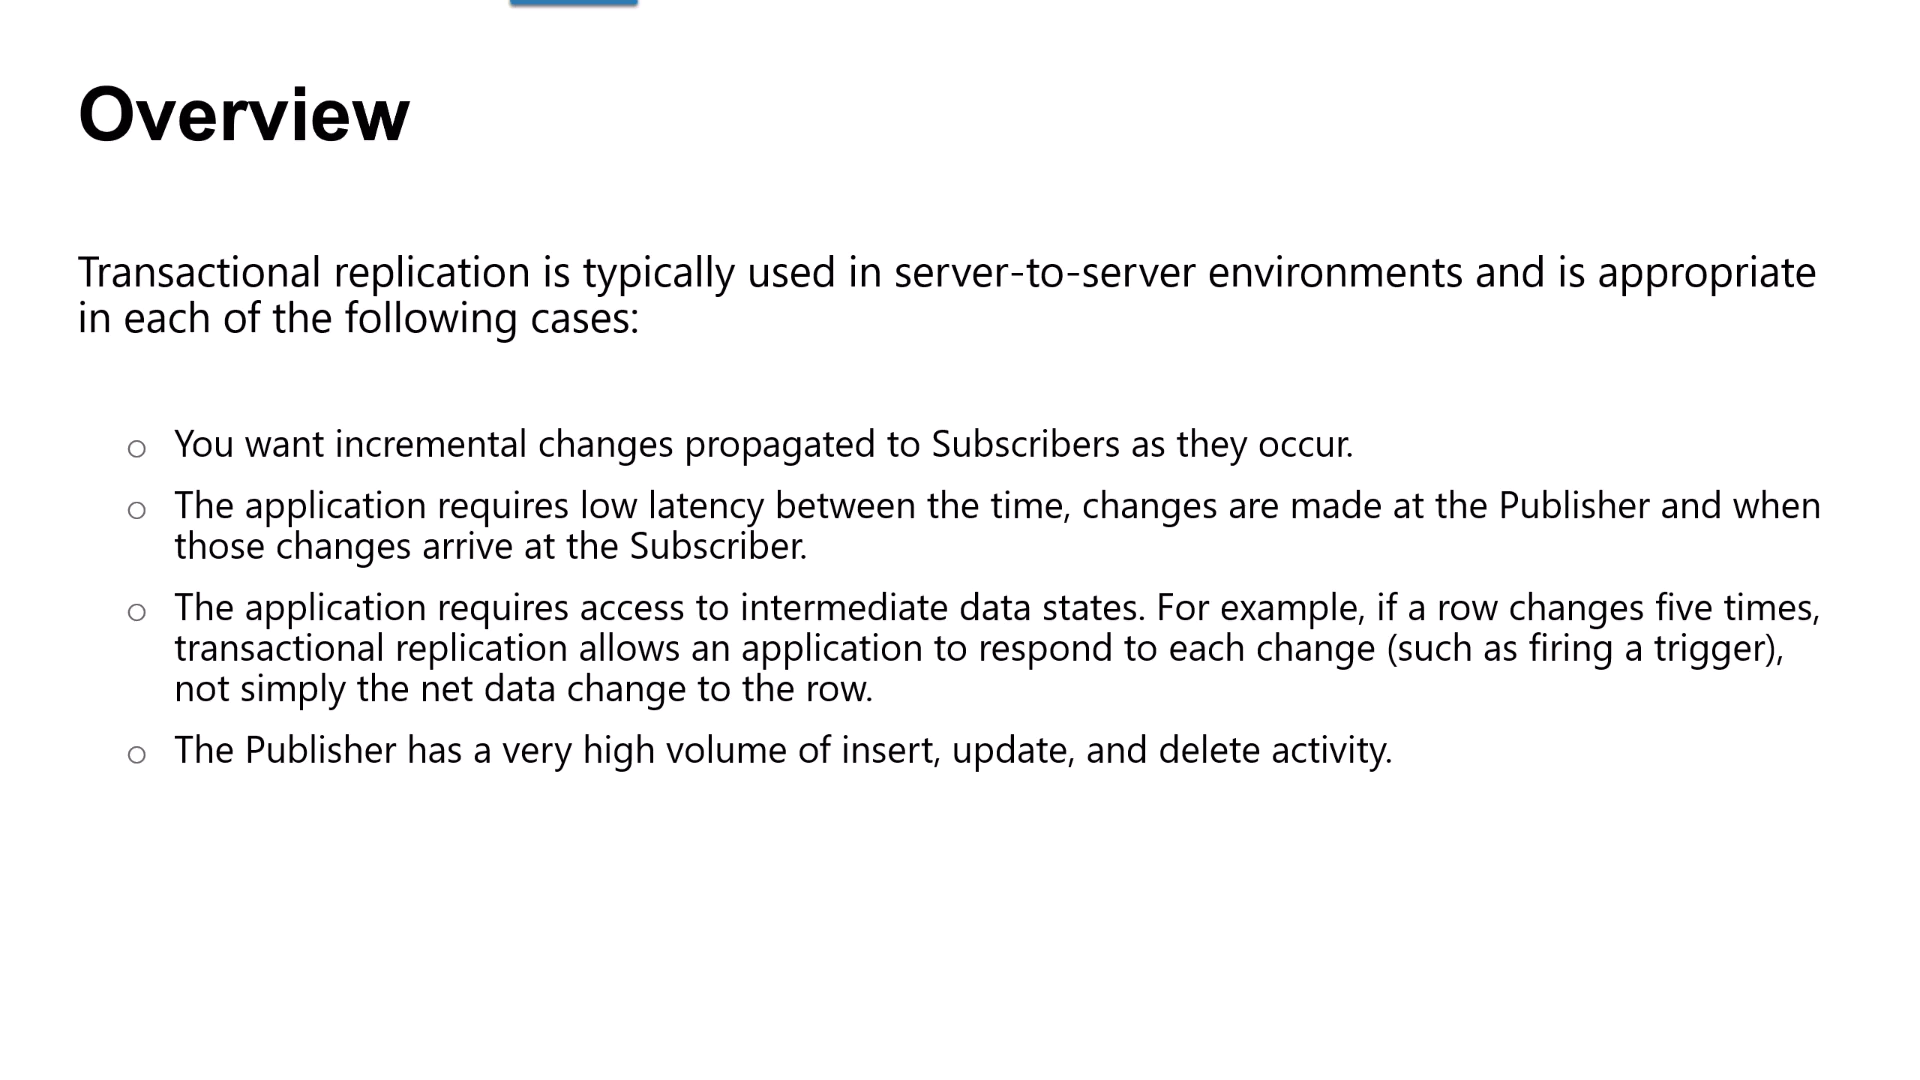 Overview
Transactional replication is typically used in server-to-server environments and is appropriate
in each of the following cases:
○ You want incremental changes propagated to Subscribers as they occur.
○ The application requires low latency between the time, changes are made at the Publisher and when
those changes arrive at the Subscriber.
○ The application requires access to intermediate data states. For example, if a row changes five times,
transactional replication allows an application to respond to each change (such as firing a trigger),
not simply the net data change to the row.
○ The Publisher has a very high volume of insert, update, and delete activity.